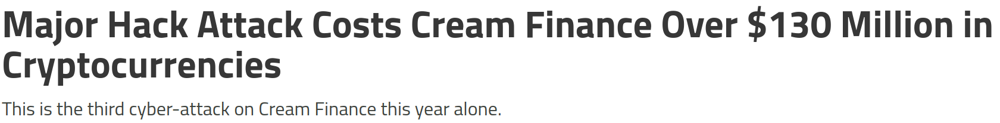 Major Hack Attack Costs Cream Finance Over $130 Million in
Cryptocurrencies
This is the third cyber-attack on Cream Finance this year alone.